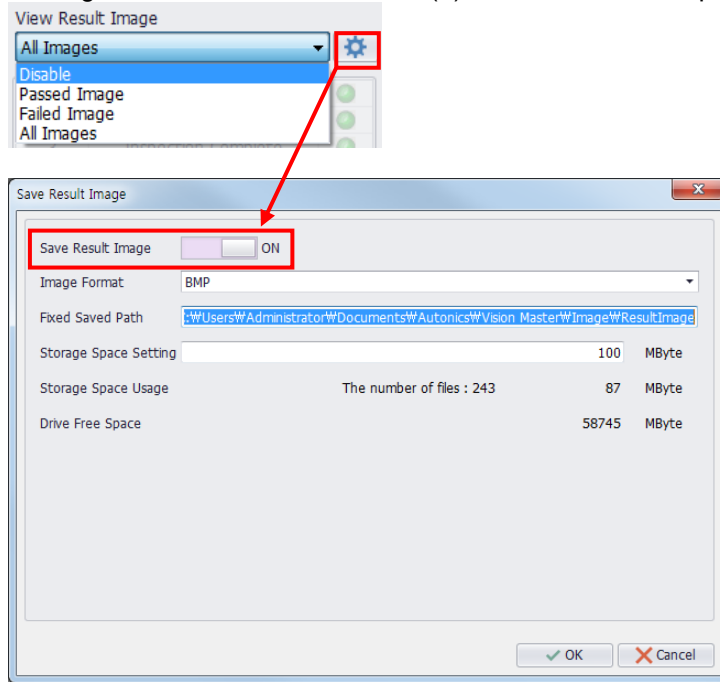 View Result Image
All Images
Disable
Passed Image
Failed Image
All Images
Save Result Image
Save Result Image ON
Image Format BMP
Fixed Saved Path :₩Users₩Administrator₩Documents₩Autonics₩Vision Master₩Image₩ResultImage
Storage Space Setting 100 MByte
Storage Space Usage The number of files : 243 87 MByte
Drive Free Space 58745 MByte
OK Cancel